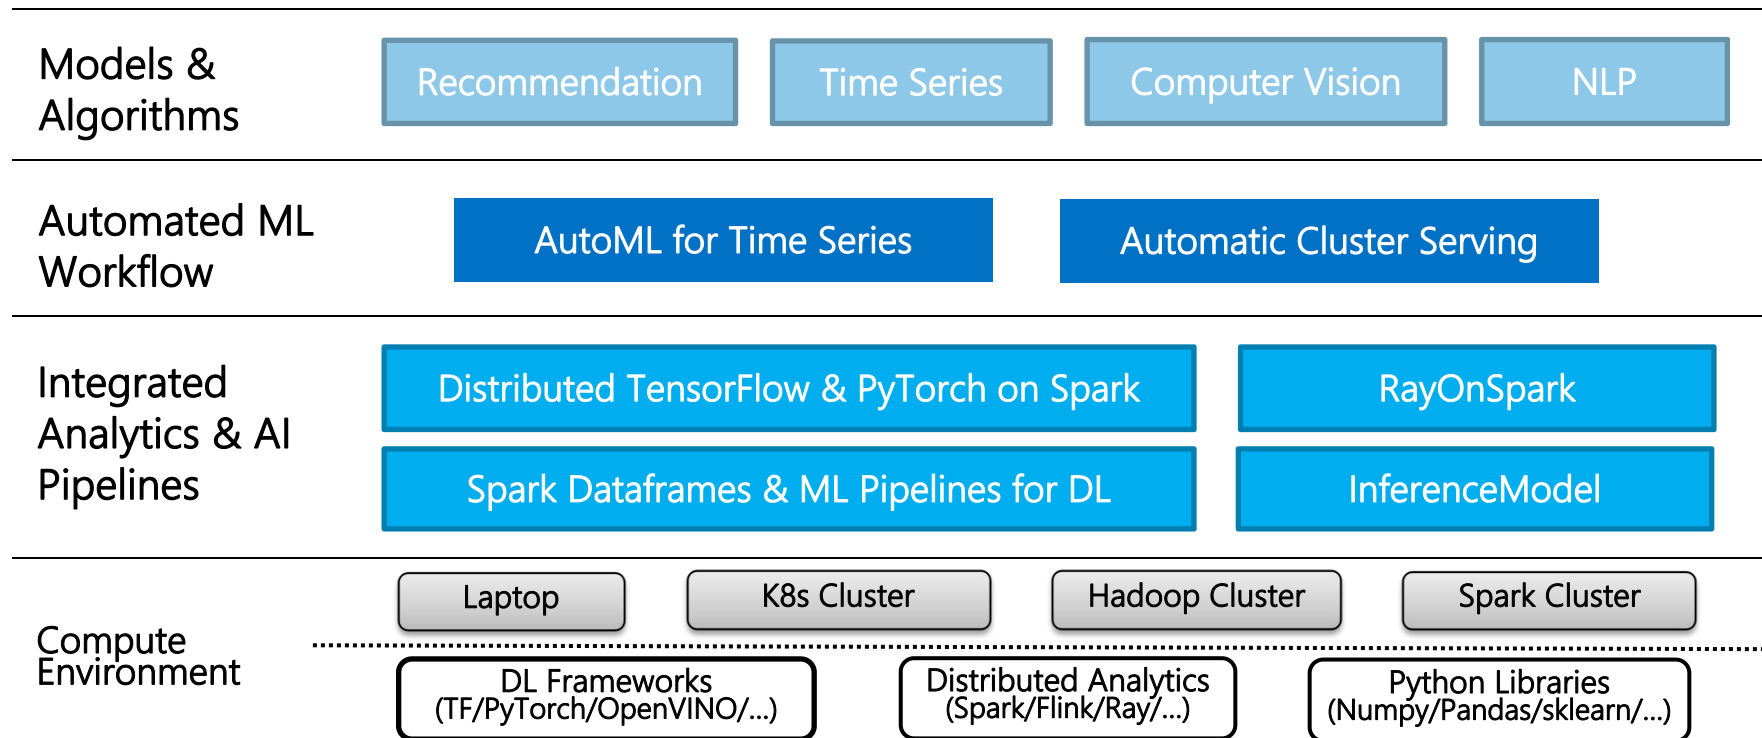 Models &
Algorithms
Recommendation
Time Series
Computer Vision
NLP
Automated ML
Workflow
AutoML for Time Series
Automatic Cluster Serving
Integrated
Analytics & AI
Pipelines
Distributed TensorFlow & PyTorch on Spark
RayOnSpark
Spark Dataframes & ML Pipelines for DL
InferenceModel
Compute
Environment
Laptop
K8s Cluster
Hadoop Cluster
Spark Cluster
DL Frameworks
(TF/PyTorch/OpenVINO/...)
Distributed Analytics
(Spark/Flink/Ray/...)
Python Libraries
(Numpy/Pandas/sklearn/...)